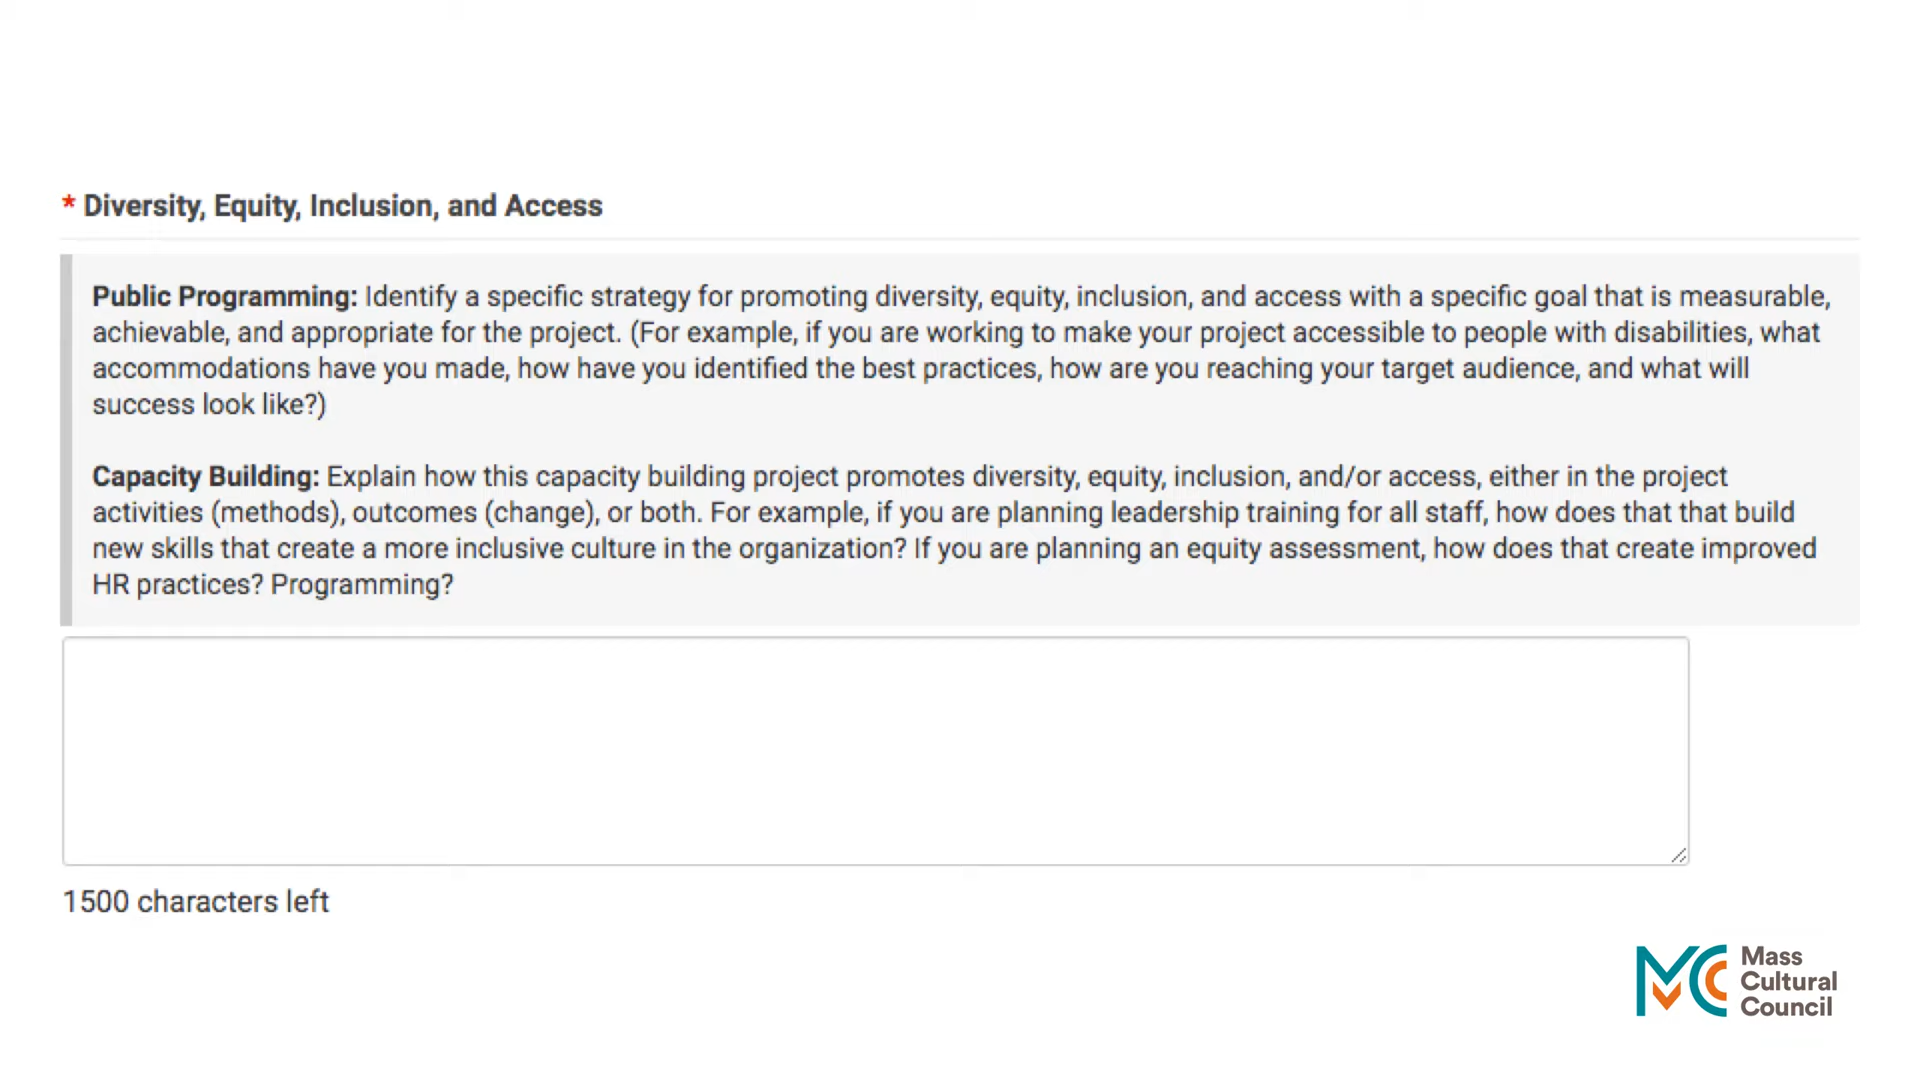 * Diversity, Equity, Inclusion, and Access
Public Programming: Identify a specific strategy for promoting diversity, equity, inclusion, and access with a specific goal that is measurable,
achievable, and appropriate for the project. (For example, if you are working to make your project accessible to people with disabilities, what
accommodations have you made, how have you identified the best practices, how are you reaching your target audience, and what will
success look like?)
Capacity Building: Explain how this capacity building project promotes diversity, equity, inclusion, and/or access, either in the project
activities (methods), outcomes (change), or both. For example, if you are planning leadership training for all staff, how does that that build
new skills that create a more inclusive culture in the organization? If you are planning an equity assessment, how does that create improved
HR practices? Programming?
1500 characters left
MCC
Mass
Cultural
Council